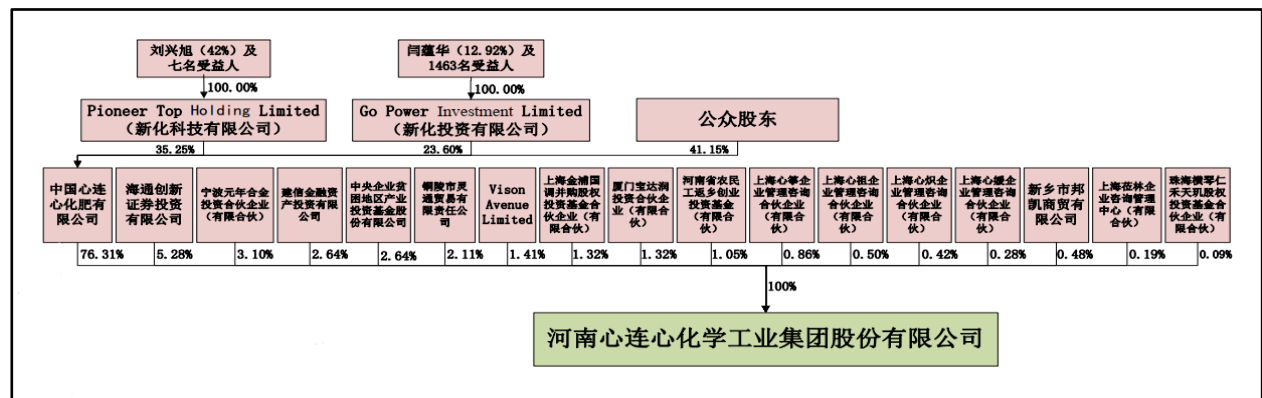 刘兴旭（42%）及
七名受益人
闫蕴华（12.92%）及
1463名受益人
100.00%
100.00%
Pioneer Top Holding Limited
（新化科技有限公司）
Go Power Investment Limited
（新化投资有限公司）
公众股东
35.25%
23.60%
41.15%
中国心连
心化肥有
限公司
海通创新
证券投资
有限公司
宁波元年合金
投资合伙企业
（有限合伙）
建信金融资
产投资有限
公司
中央企业贫
困地区产业
投资基金股
份有限公司
铜陵市灵
通贸易有
限责任公
司
Vison
Avenue
Limited
上海金浦国
调并购股权
投资基金合
伙企业（有
限合伙）
厦门宝达润
投资合伙企
业（有限合
伙）
河南省农民
工返乡创业
投资基金
（有限合
伙）
上海心筝企
业管理咨询
合伙企业
（有限合
伙）
上海心祖企
业管理咨询
合伙企业
（有限合
伙）
上海心炽企
业管理咨询
合伙企业
（有限合
伙）
上海心缓企
业管理咨询
合伙企业
（有限合
伙）
新乡市邦
凯商贸有
限公司
上海莅林企
业咨询管理
中心（有限
合伙）
珠海横琴仁
禾天玑股权
投资基金合
伙企业（有
限合伙）
76.31%
5.28%
3.10%
2.64%
2.64%
2.11%
1.41%
1.32%
1.32%
1.05%
0.86%
0.50%
0.42%
0.28%
0.48%
0.19%
0.09%
100%
河南心连心化学工业集团股份有限公司